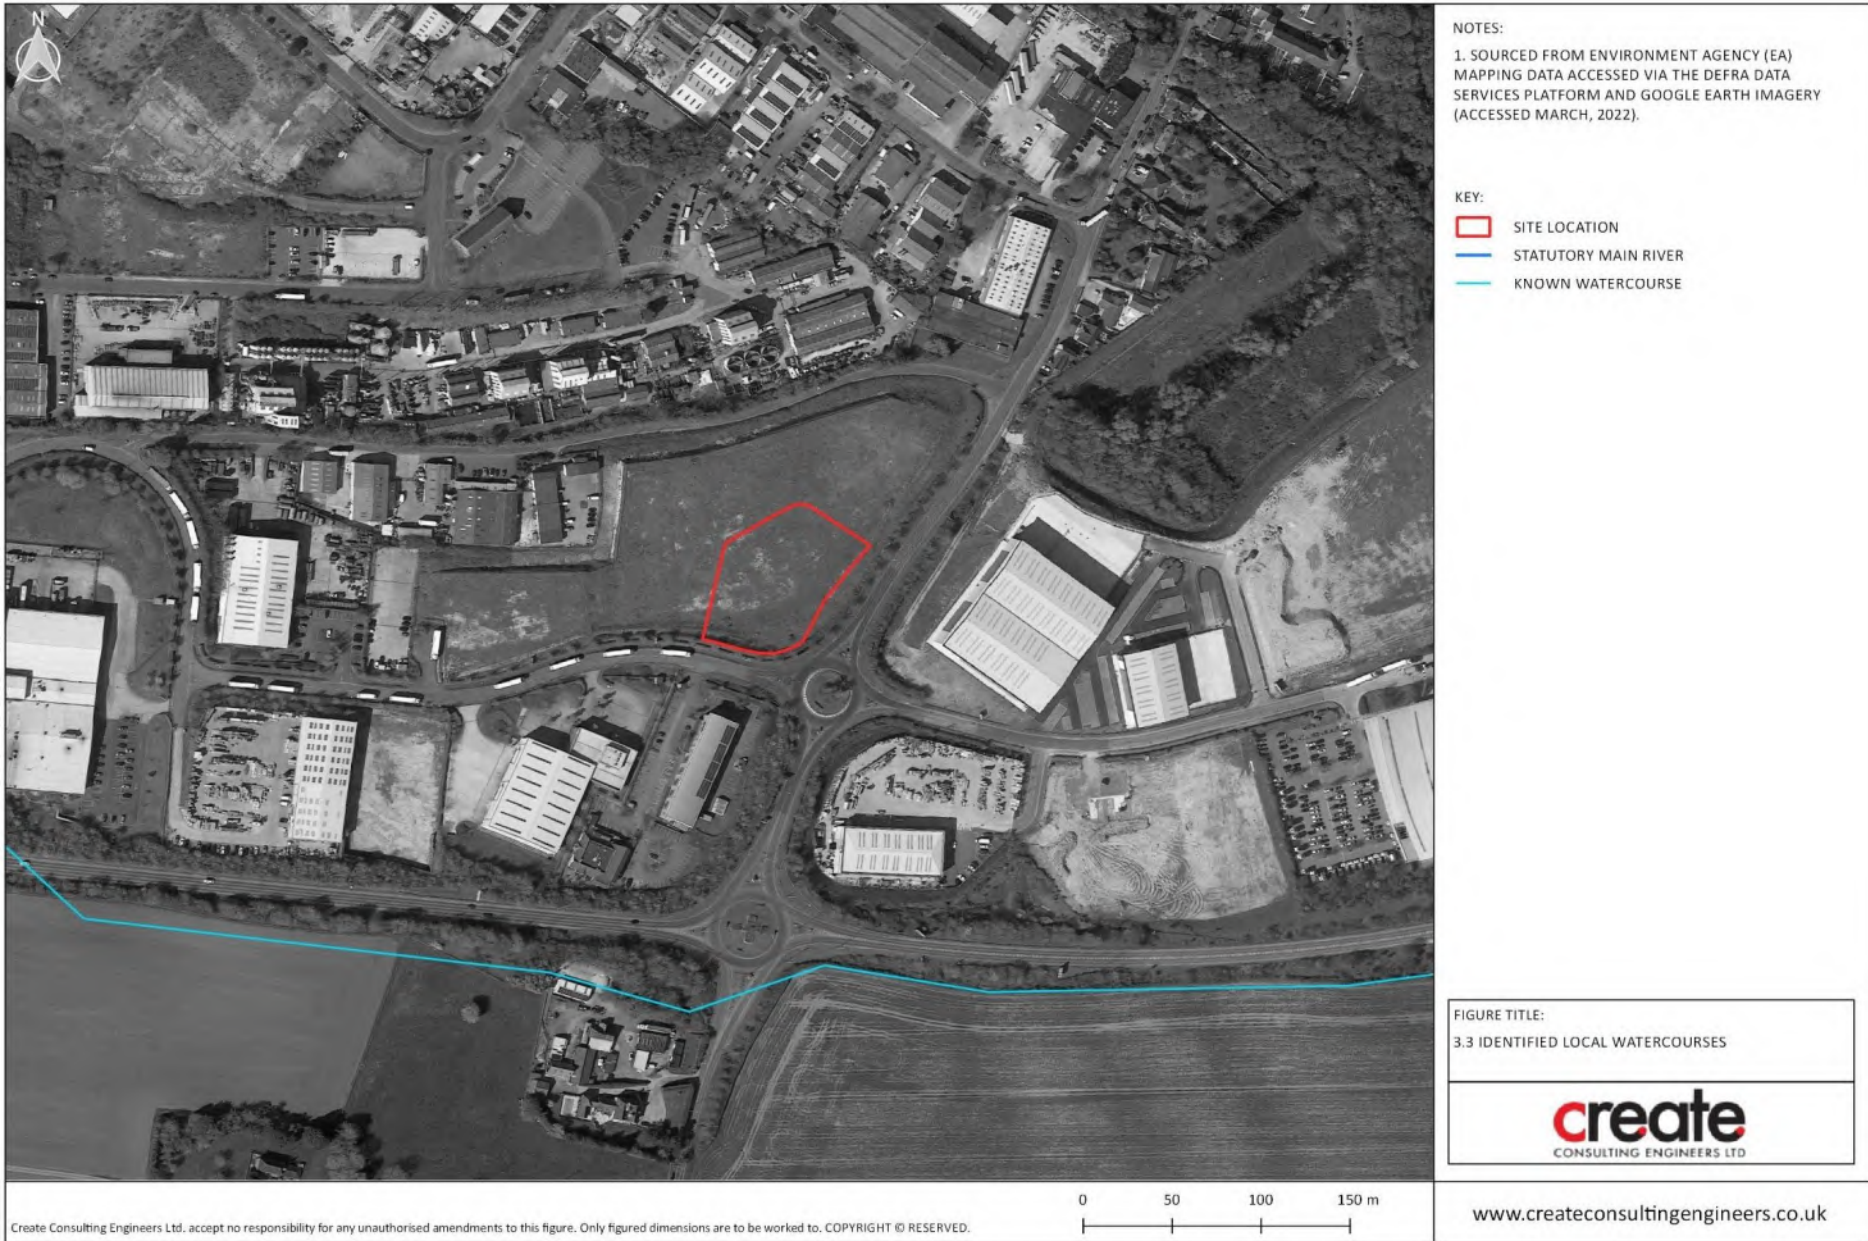 N
NOTES:
1. SOURCED FROM ENVIRONMENT AGENCY (EA)
MAPPING DATA ACCESSED VIA THE DEFRA DATA
SERVICES PLATFORM AND GOOGLE EARTH IMAGERY
(ACCESSED MARCH, 2022).
KEY:
SITE LOCATION
STATUTORY MAIN RIVER
KNOWN WATERCOURSE
FIGURE TITLE:
3.3 IDENTIFIED LOCAL WATERCOURSES
create
CONSULTING ENGINEERS LTD
www.createconsultingengineers.co.uk
0 50 100 150 m
Create Consulting Engineers Ltd. accept no responsibility for any unauthorised amendments to this figure. Only figured dimensions are to be worked to. COPYRIGHT © RESERVED.